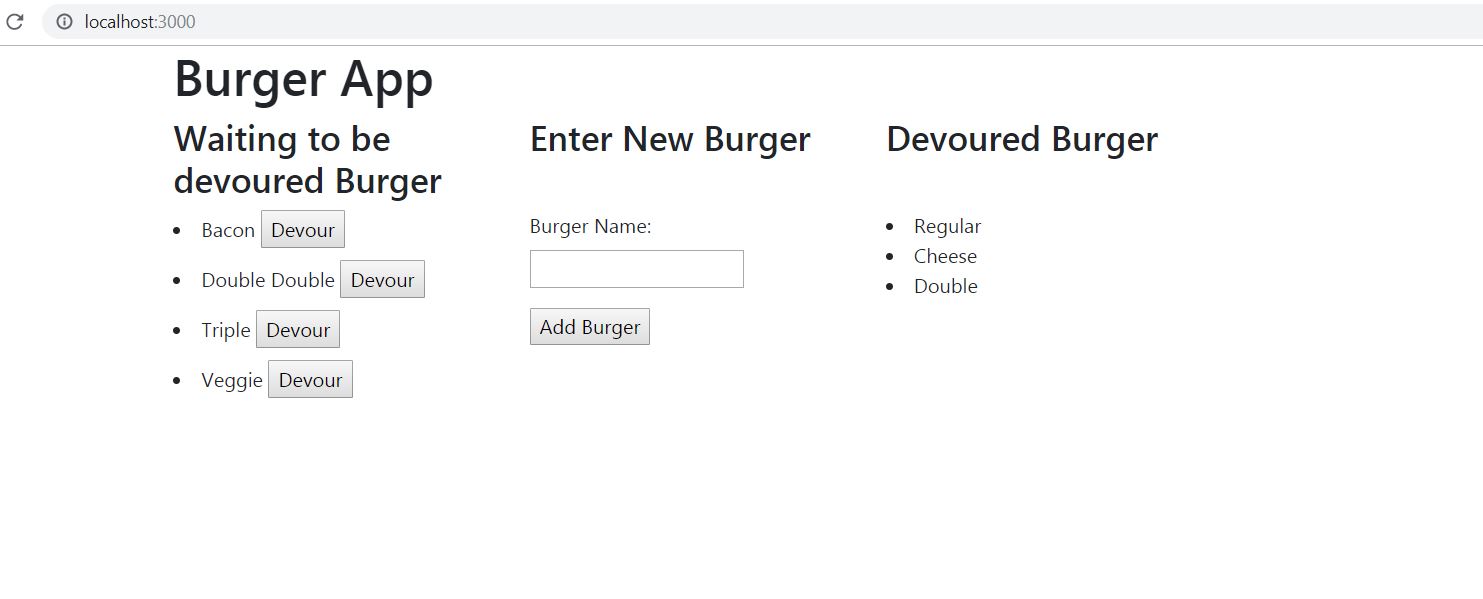 localhost:3000
Burger App
Waiting to be
devoured Burger
Bacon Devour
Double Double Devour
Triple Devour
Veggie Devour
Enter New Burger
Burger Name:
Add Burger
Devoured Burger
Regular
Cheese
Double